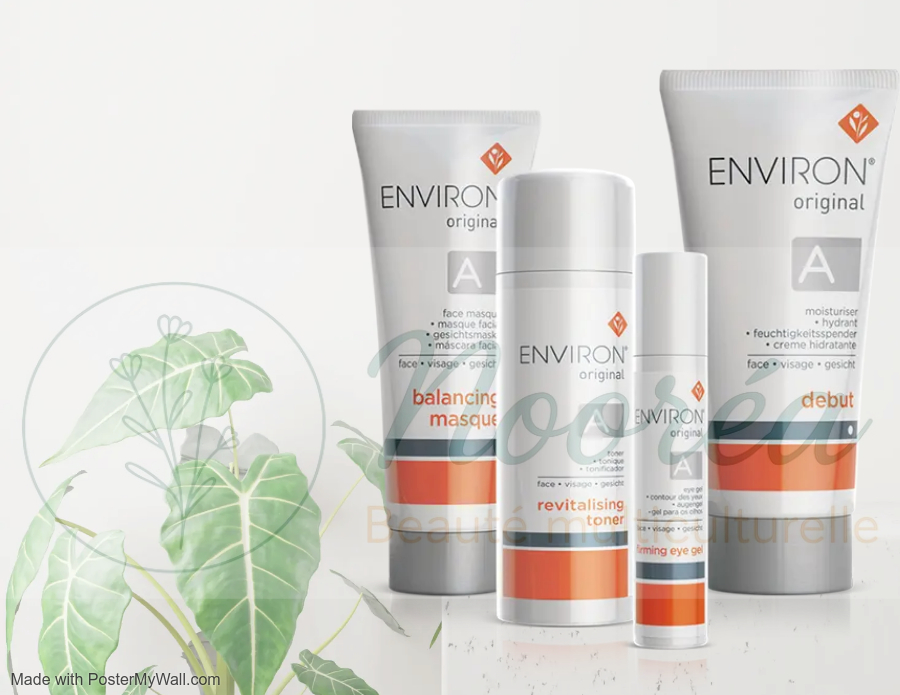 ENVIRON
original
A
face masque
• masque facia
• gesichtsmask
• máscara facia
face • visage • gesicht
balancing
masque
ENVIRON®
original
A
toner
• tonique
• tonificador
face • visage • gesicht
revitalising
toner
ENVIRON
original
A
eye gel
• contour des yeux
• augengel
• gel para os olhos
face • visage • gesicht
firming eye gel
ENVIRON®
original
A
moisturiser
• hydrant
• feuchtigkeitsspender
• creme hidratante
face • visage • gesicht
debut
Nooréa
Beauté multiculturelle
Made with PosterMyWall.com